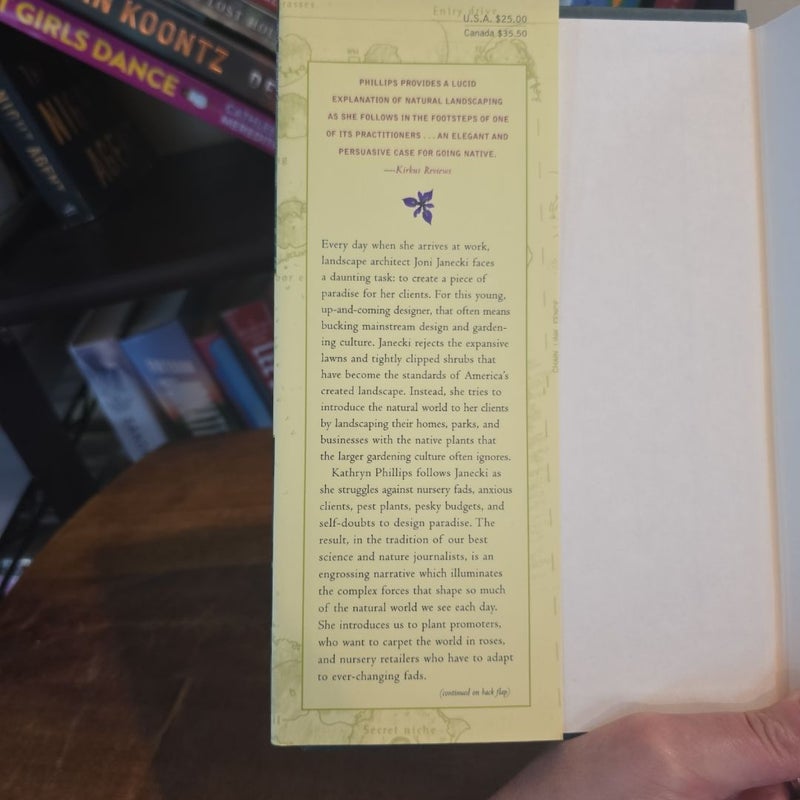 LOST
N KOONTZ
GIRLS DANCE
NIGHT AGENT
rasses
Entry drive
U.S.A. $25.00
Canada $35.50
PHILLIPS PROVIDES A LUCID
EXPLANATION OF NATURAL LANDSCAPING
AS SHE FOLLOWS IN THE FOOTSTEPS OF ONE
OF ITS PRACTITIONERS . . . AN ELEGANT AND
PERSUASIVE CASE FOR GOING NATIVE.
—Kirkus Reviews
Every day when she arrives at work,
landscape architect Joni Janecki faces
a daunting task: to create a piece of
paradise for her clients. For this young,
up-and-coming designer, that often means
bucking mainstream design and garden-
ing culture. Janecki rejects the expansive
lawns and tightly clipped shrubs that
have become the standards of America's
created landscape. Instead, she tries to
introduce the natural world to her clients
by landscaping their homes, parks, and
businesses with the native plants that
the larger gardening culture often ignores.
Kathryn Phillips follows Janecki as
she struggles against nursery fads, anxious
clients, pest plants, pesky budgets, and
self-doubts to design paradise. The
result, in the tradition of our best
science and nature journalists, is an
engrossing narrative which illuminates
the complex forces that shape so much
of the natural world we see each day.
She introduces us to plant promoters,
who want to carpet the world in roses,
and nursery retailers who have to adapt
to ever-changing fads.
(continued on back flap)
CHAIN LINK FENCE
Secret niche